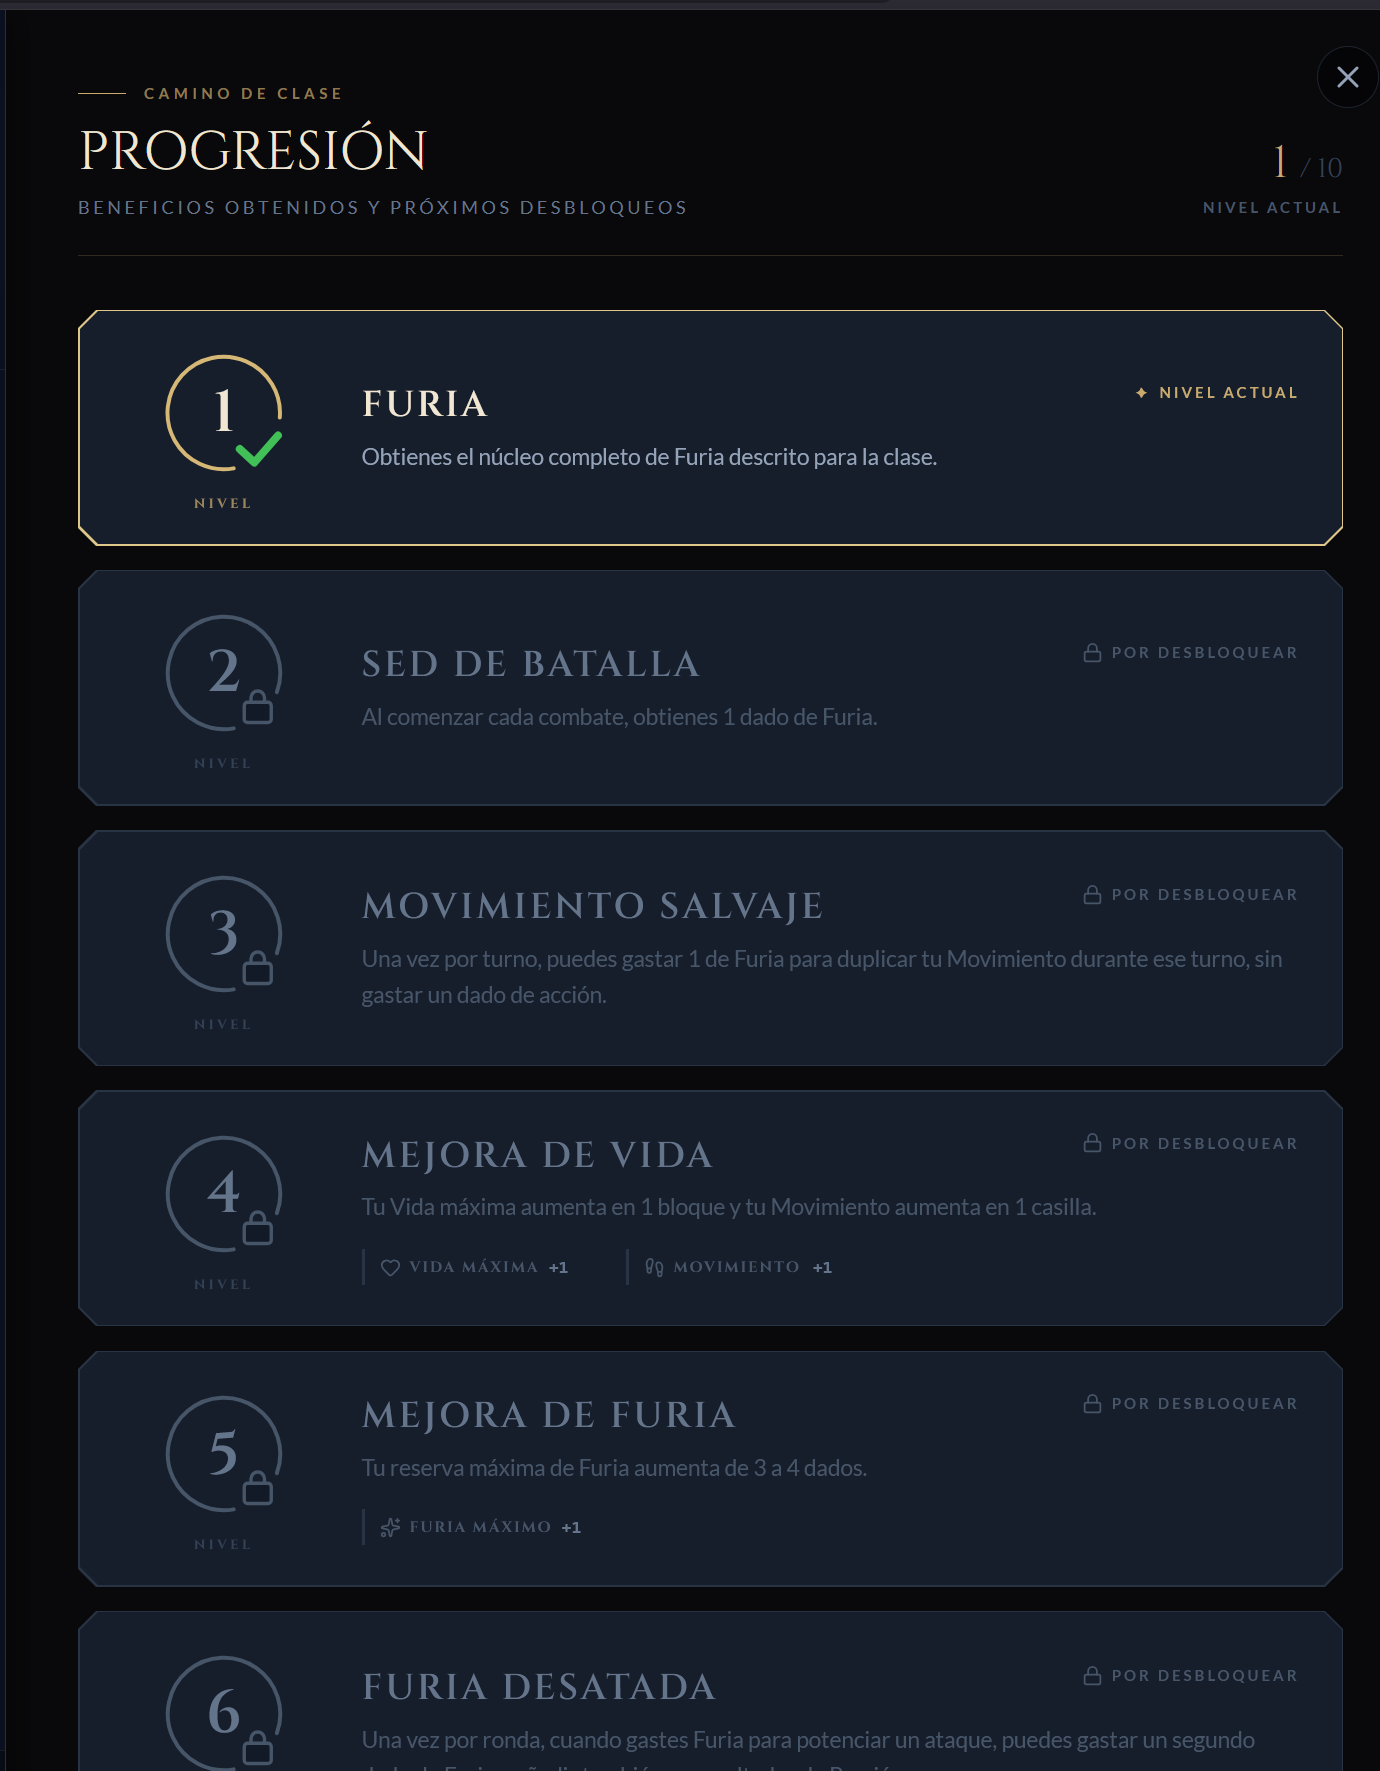 CAMINO DE CLASE
PROGRESIÓN
BENEFICIOS OBTENIDOS Y PRÓXIMOS DESBLOQUEOS
1 / 10
NIVEL ACTUAL
1
NIVEL
FURIA
NIVEL ACTUAL
Obtienes el núcleo completo de Furia descrito para la clase.
2
NIVEL
SED DE BATALLA
POR DESBLOQUEAR
Al comenzar cada combate, obtienes 1 dado de Furia.
3
NIVEL
MOVIMIENTO SALVAJE
POR DESBLOQUEAR
Una vez por turno, puedes gastar 1 de Furia para duplicar tu Movimiento durante ese turno, sin
gastar un dado de acción.
4
NIVEL
MEJORA DE VIDA
POR DESBLOQUEAR
Tu Vida máxima aumenta en 1 bloque y tu Movimiento aumenta en 1 casilla.
VIDA MÁXIMA +1
MOVIMIENTO +1
5
NIVEL
MEJORA DE FURIA
POR DESBLOQUEAR
Tu reserva máxima de Furia aumenta de 3 a 4 dados.
FURIA MÁXIMO +1
6
FURIA DESATADA
POR DESBLOQUEAR
Una vez por ronda, cuando gastes Furia para potenciar un ataque, puedes gastar un segundo